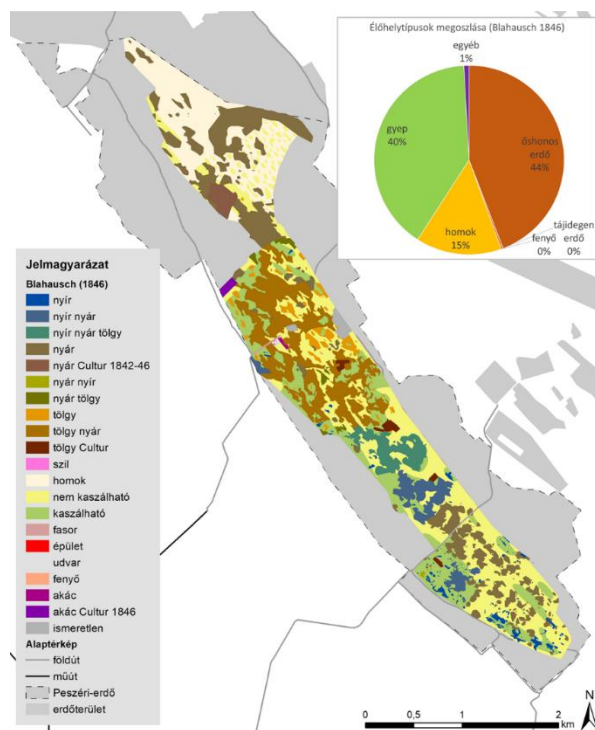 Élőhelytípusok megoszlása (Blahausch 1846)
egyéb
1%
gyep
40%
őshonos
erdő
44%
homok
15%
fenyő
0%
tájidegen
erdő
0%
Jelmagyarázat
Blahausch (1846)
nyír
nyír nyár
nyír nyár tölgy
nyár
nyár Cultur 1842-46
nyár nyír
nyár tölgy
tölgy
tölgy nyár
tölgy Cultur
szil
homok
nem kaszálható
kaszálható
fasor
épület
udvar
fenyő
akác
akác Cultur 1846
ismeretlen
Alaptérkép
földút
műút
Peszéri-erdő
erdőterület
N
0 0,5 1 2
km